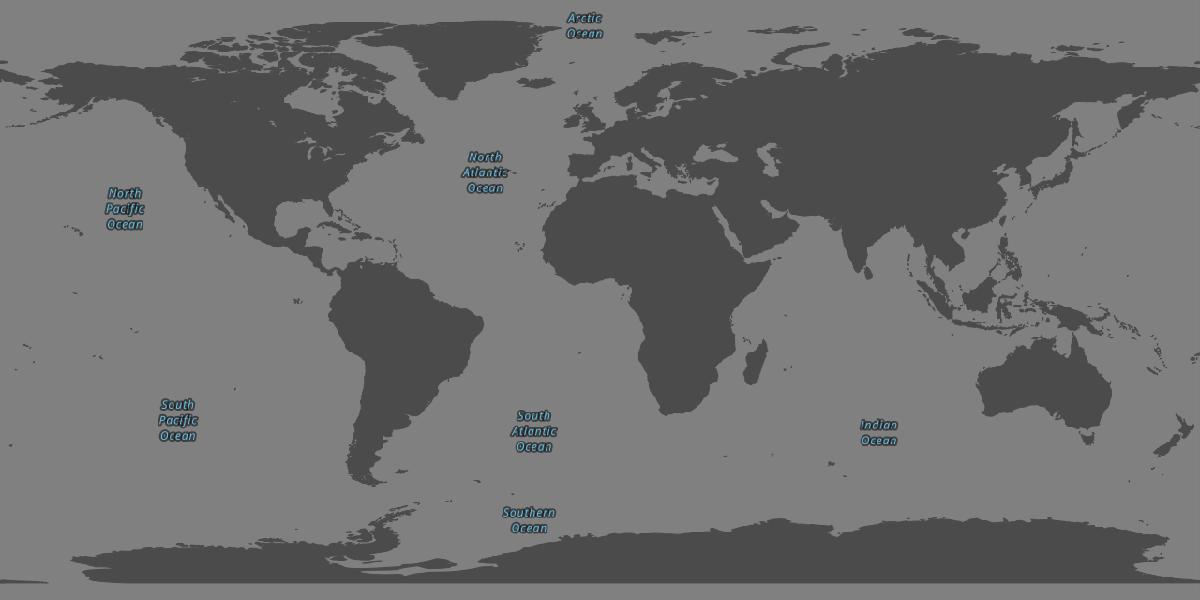 Arctic
Ocean
North
Atlantic
Ocean
North
Pacific
Ocean
South
Pacific
Ocean
South
Atlantic
Ocean
Indian
Ocean
Southern
Ocean